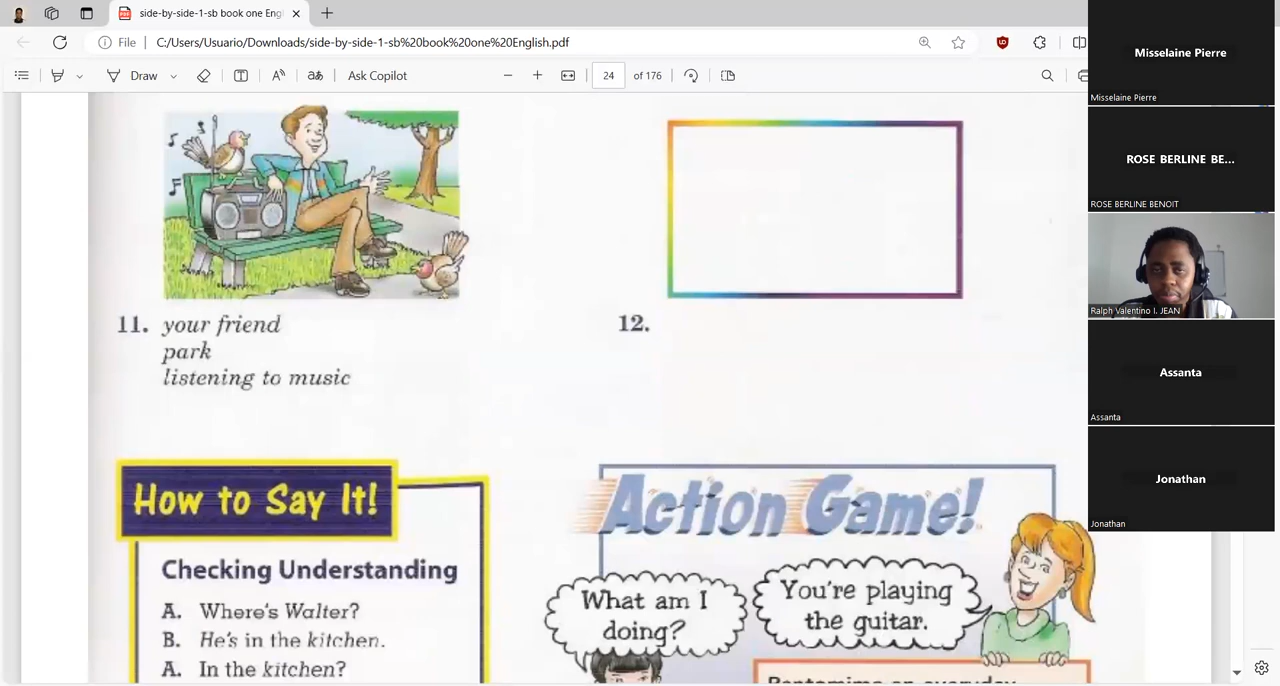 side-by-side-1-sb book one Engl
File
C:/Users/Usuario/Downloads/side-by-side-1-sb%20book%20one%20English.pdf
Draw
Ask Copilot
24
of 176
11. your friend
park
listening to music
12.
How to Say It!
Checking Understanding
A. Where's Walter?
B. He's in the kitchen.
A. In the kitchen?
Action Game!
What am I
doing?
You're playing
the guitar.
Pantomime an everyday
Misselaine Pierre
Misselaine Pierre
ROSE BERLINE BE...
ROSE BERLINE BENOIT
Ralph Valentino I. JEAN
Assanta
Assanta
Jonathan
Jonathan